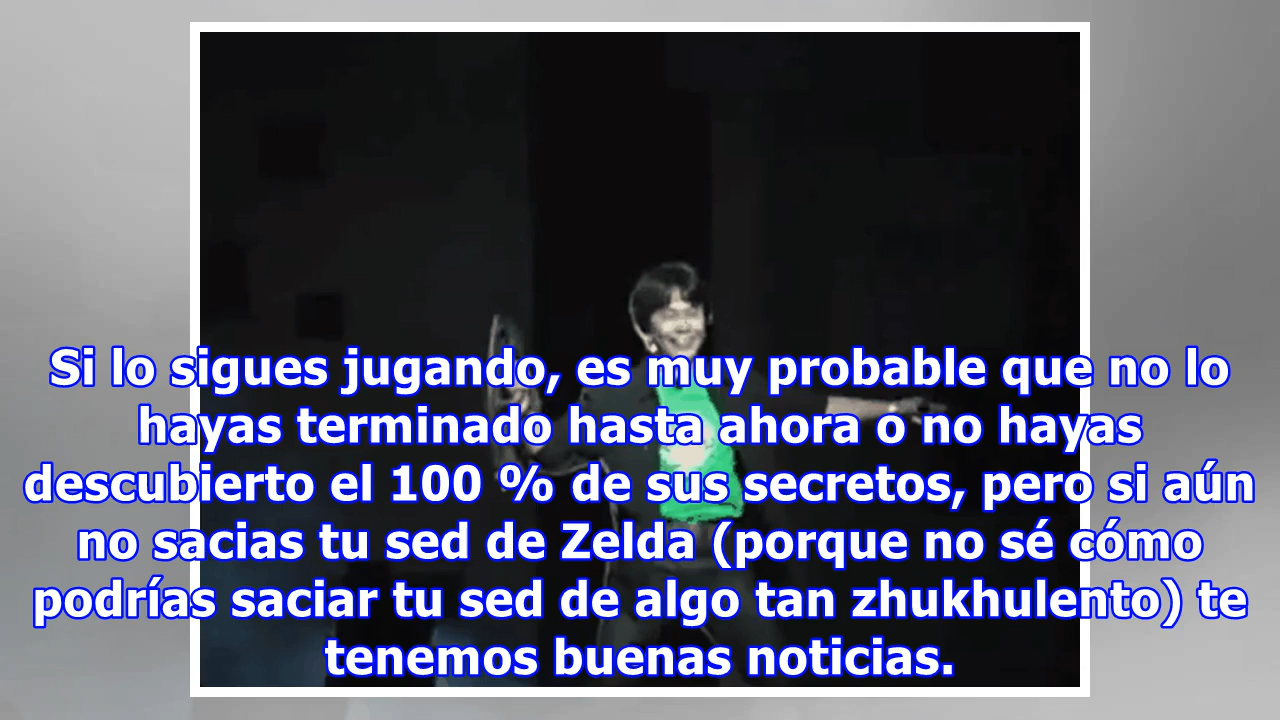 Si lo sigues jugando, es muy probable que no lo
hayas terminado hasta ahora o no hayas
descubierto el 100 % de sus secretos, pero si aún
no sacias tu sed de Zelda (porque no sé cómo
podrías saciar tu sed de algo tan zhukhulento) te
tenemos buenas noticias.